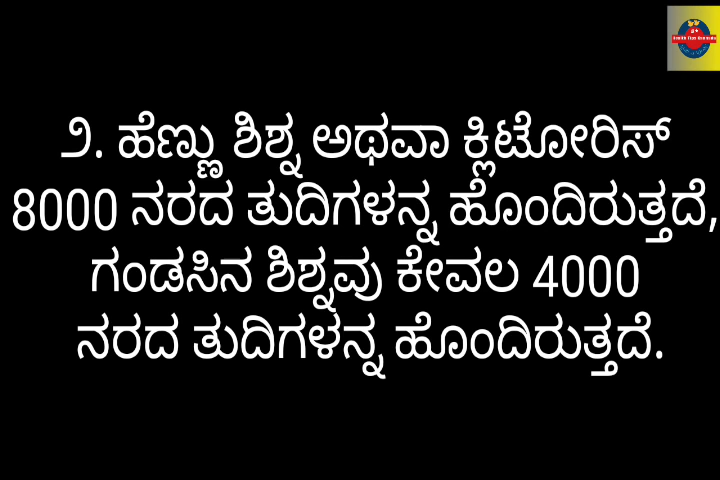 ೨. ಹೆಣ್ಣು ಶಿಶ್ನ ಅಥವಾ ಕ್ಲಿಟೋರಿಸ್
8000 ನರದ ತುದಿಗಳನ್ನ ಹೊಂದಿರುತ್ತದೆ,
ಗಂಡಸಿನ ಶಿಶ್ನವು ಕೇವಲ 4000
ನರದ ತುದಿಗಳನ್ನ ಹೊಂದಿರುತ್ತದೆ.